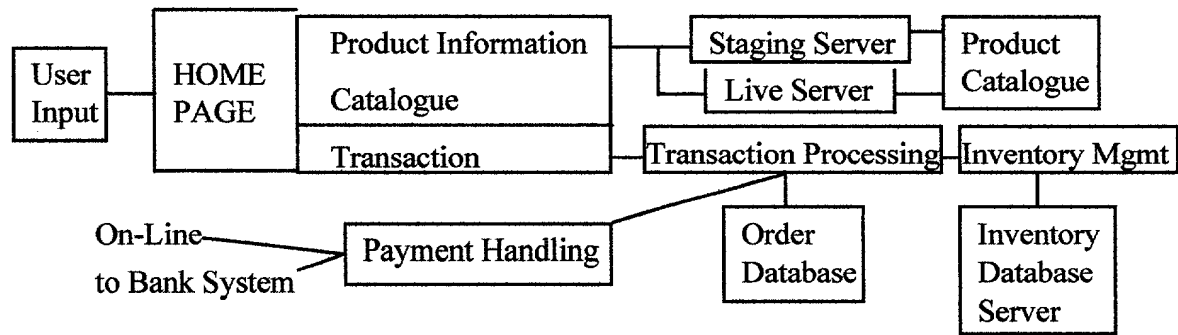 User
Input
HOME
PAGE
Product Information
Catalogue
Transaction
Staging Server
Live Server
Product
Catalogue
Transaction Processing
Inventory Mgmt
On-Line
to Bank System
Payment Handling
Order
Database
Inventory
Database
Server